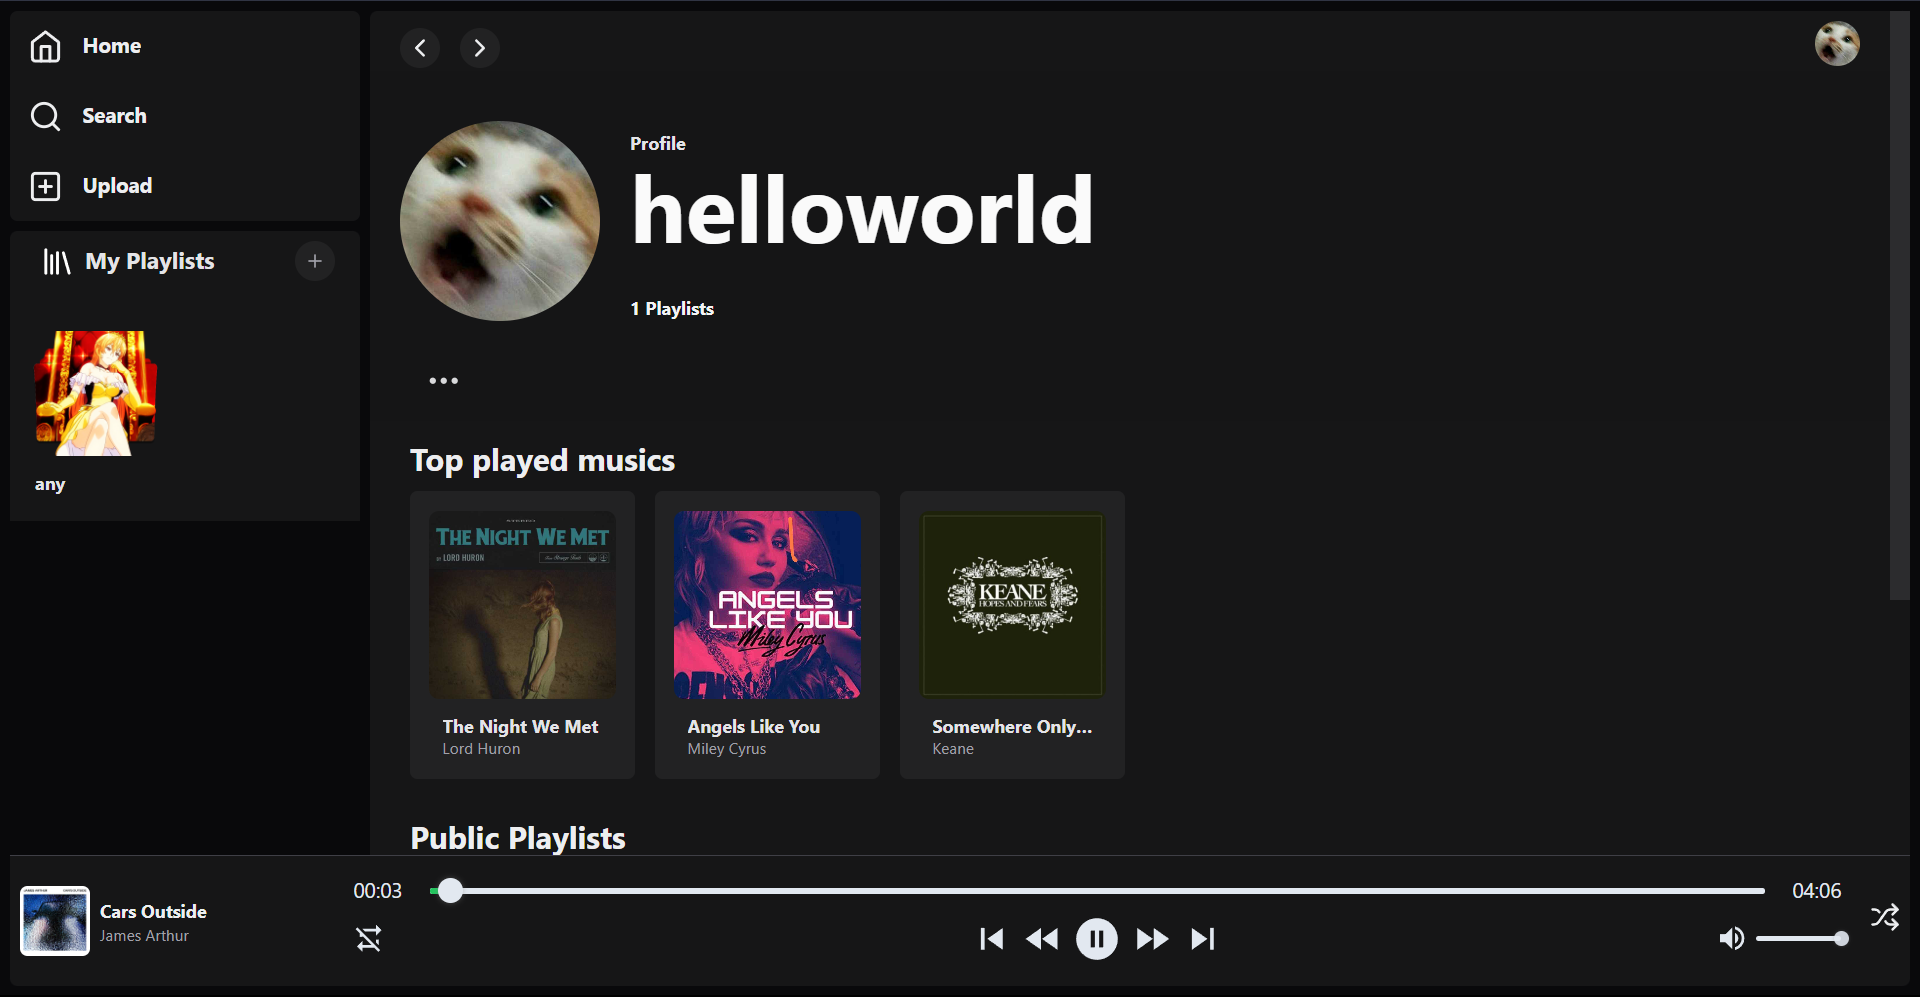 Home
Search
Upload
My Playlists
any
Profile
helloworld
1 Playlists
Top played musics
THE NIGHT WE MET
BY LORD HURON
The Night We Met
Lord Huron
ANGELS
LIKE YOU
Miley Cyrus
Angels Like You
Miley Cyrus
KEANE
HOPES AND FEARS
Somewhere Only...
Keane
Public Playlists
Cars Outside
James Arthur
00:03
04:06